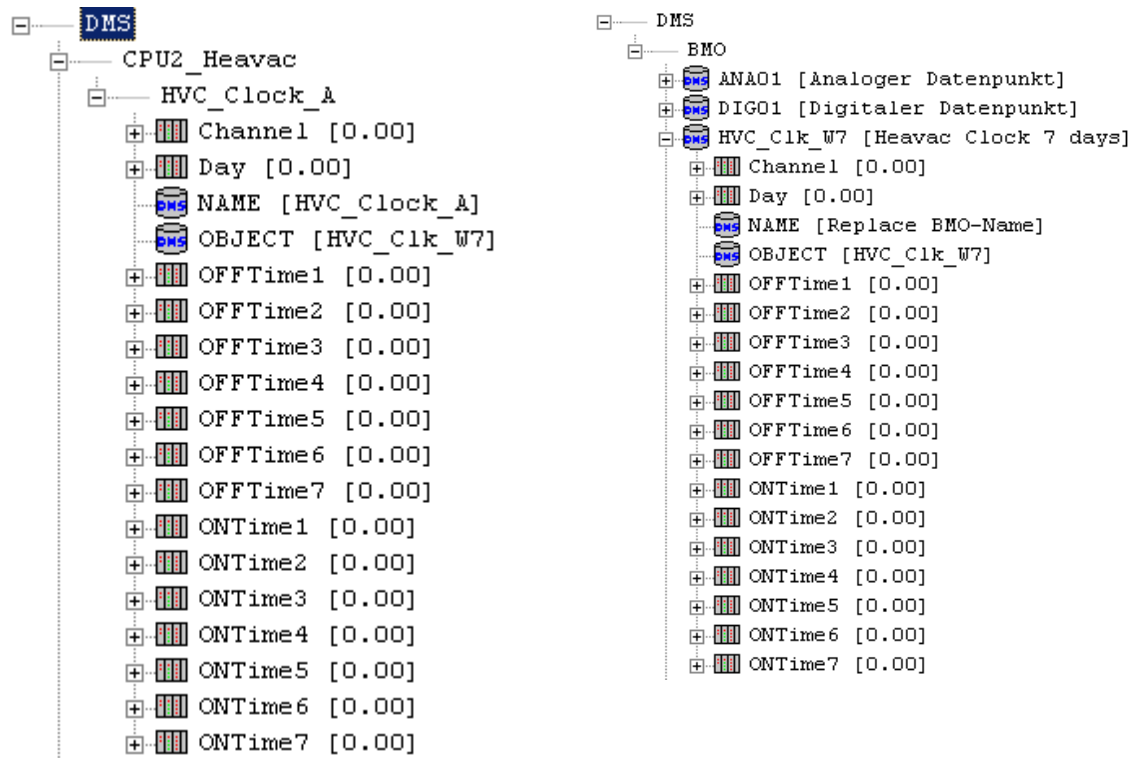 DMS
CPU2_Heavac
HVC_Clock_A
Channel [0.00]
Day [0.00]
NAME [HVC_Clock_A]
OBJECT [HVC_Clk_W7]
OFFTime1 [0.00]
OFFTime2 [0.00]
OFFTime3 [0.00]
OFFTime4 [0.00]
OFFTime5 [0.00]
OFFTime6 [0.00]
OFFTime7 [0.00]
ONTime1 [0.00]
ONTime2 [0.00]
ONTime3 [0.00]
ONTime4 [0.00]
ONTime5 [0.00]
ONTime6 [0.00]
ONTime7 [0.00]
DMS
BMO
DMS ANA01 [Analoger Datenpunkt]
DMS DIG01 [Digitaler Datenpunkt]
DMS HVC_Clk_W7 [Heavac Clock 7 days]
Channel [0.00]
Day [0.00]
DMS NAME [Replace BMO-Name]
DMS OBJECT [HVC_Clk_W7]
OFFTime1 [0.00]
OFFTime2 [0.00]
OFFTime3 [0.00]
OFFTime4 [0.00]
OFFTime5 [0.00]
OFFTime6 [0.00]
OFFTime7 [0.00]
ONTime1 [0.00]
ONTime2 [0.00]
ONTime3 [0.00]
ONTime4 [0.00]
ONTime5 [0.00]
ONTime6 [0.00]
ONTime7 [0.00]